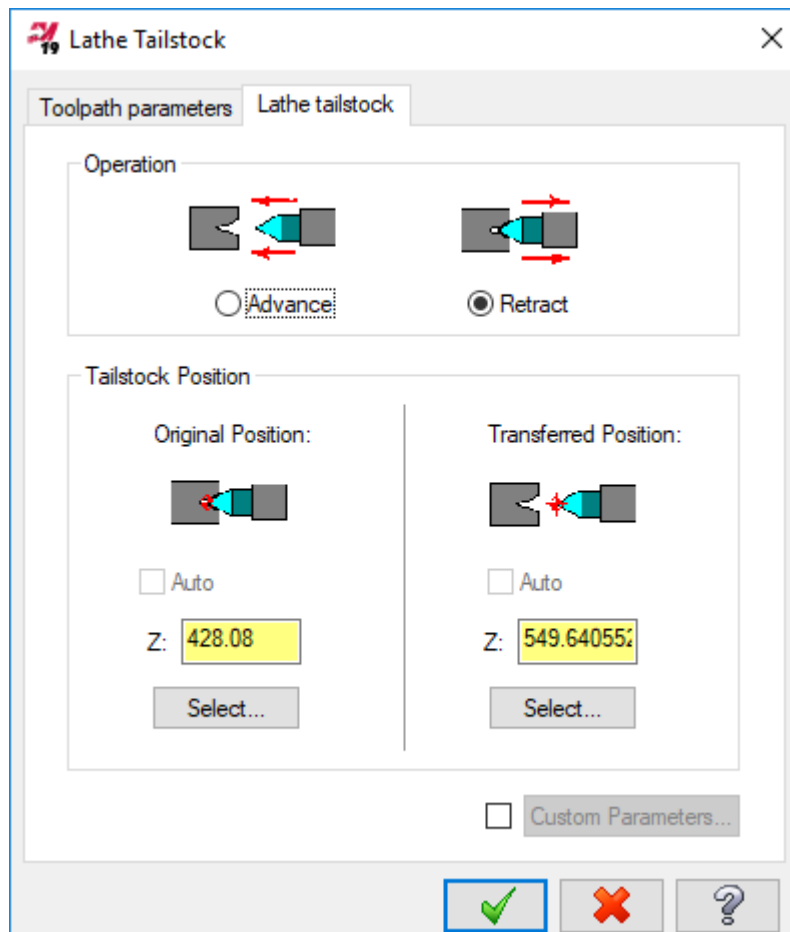 19 Lathe Tailstock
Toolpath parameters Lathe tailstock
Operation
Advance Retract
Tailstock Position
Original Position: Transferred Position:
Auto Auto
Z: 428.08 Z: 549.640552
Select... Select...
Custom Parameters...